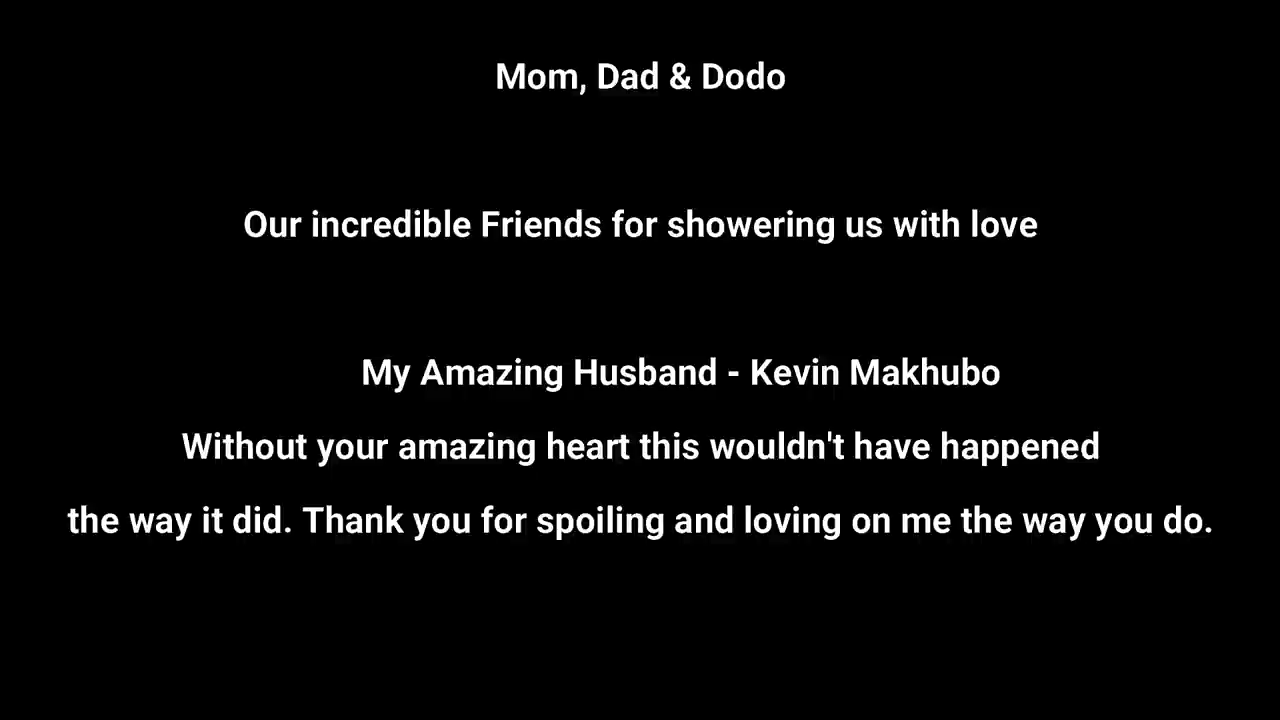 Mom, Dad & Dodo
Our incredible Friends for showering us with love
My Amazing Husband - Kevin Makhubo
Without your amazing heart this wouldn't have happened
the way it did. Thank you for spoiling and loving on me the way you do.